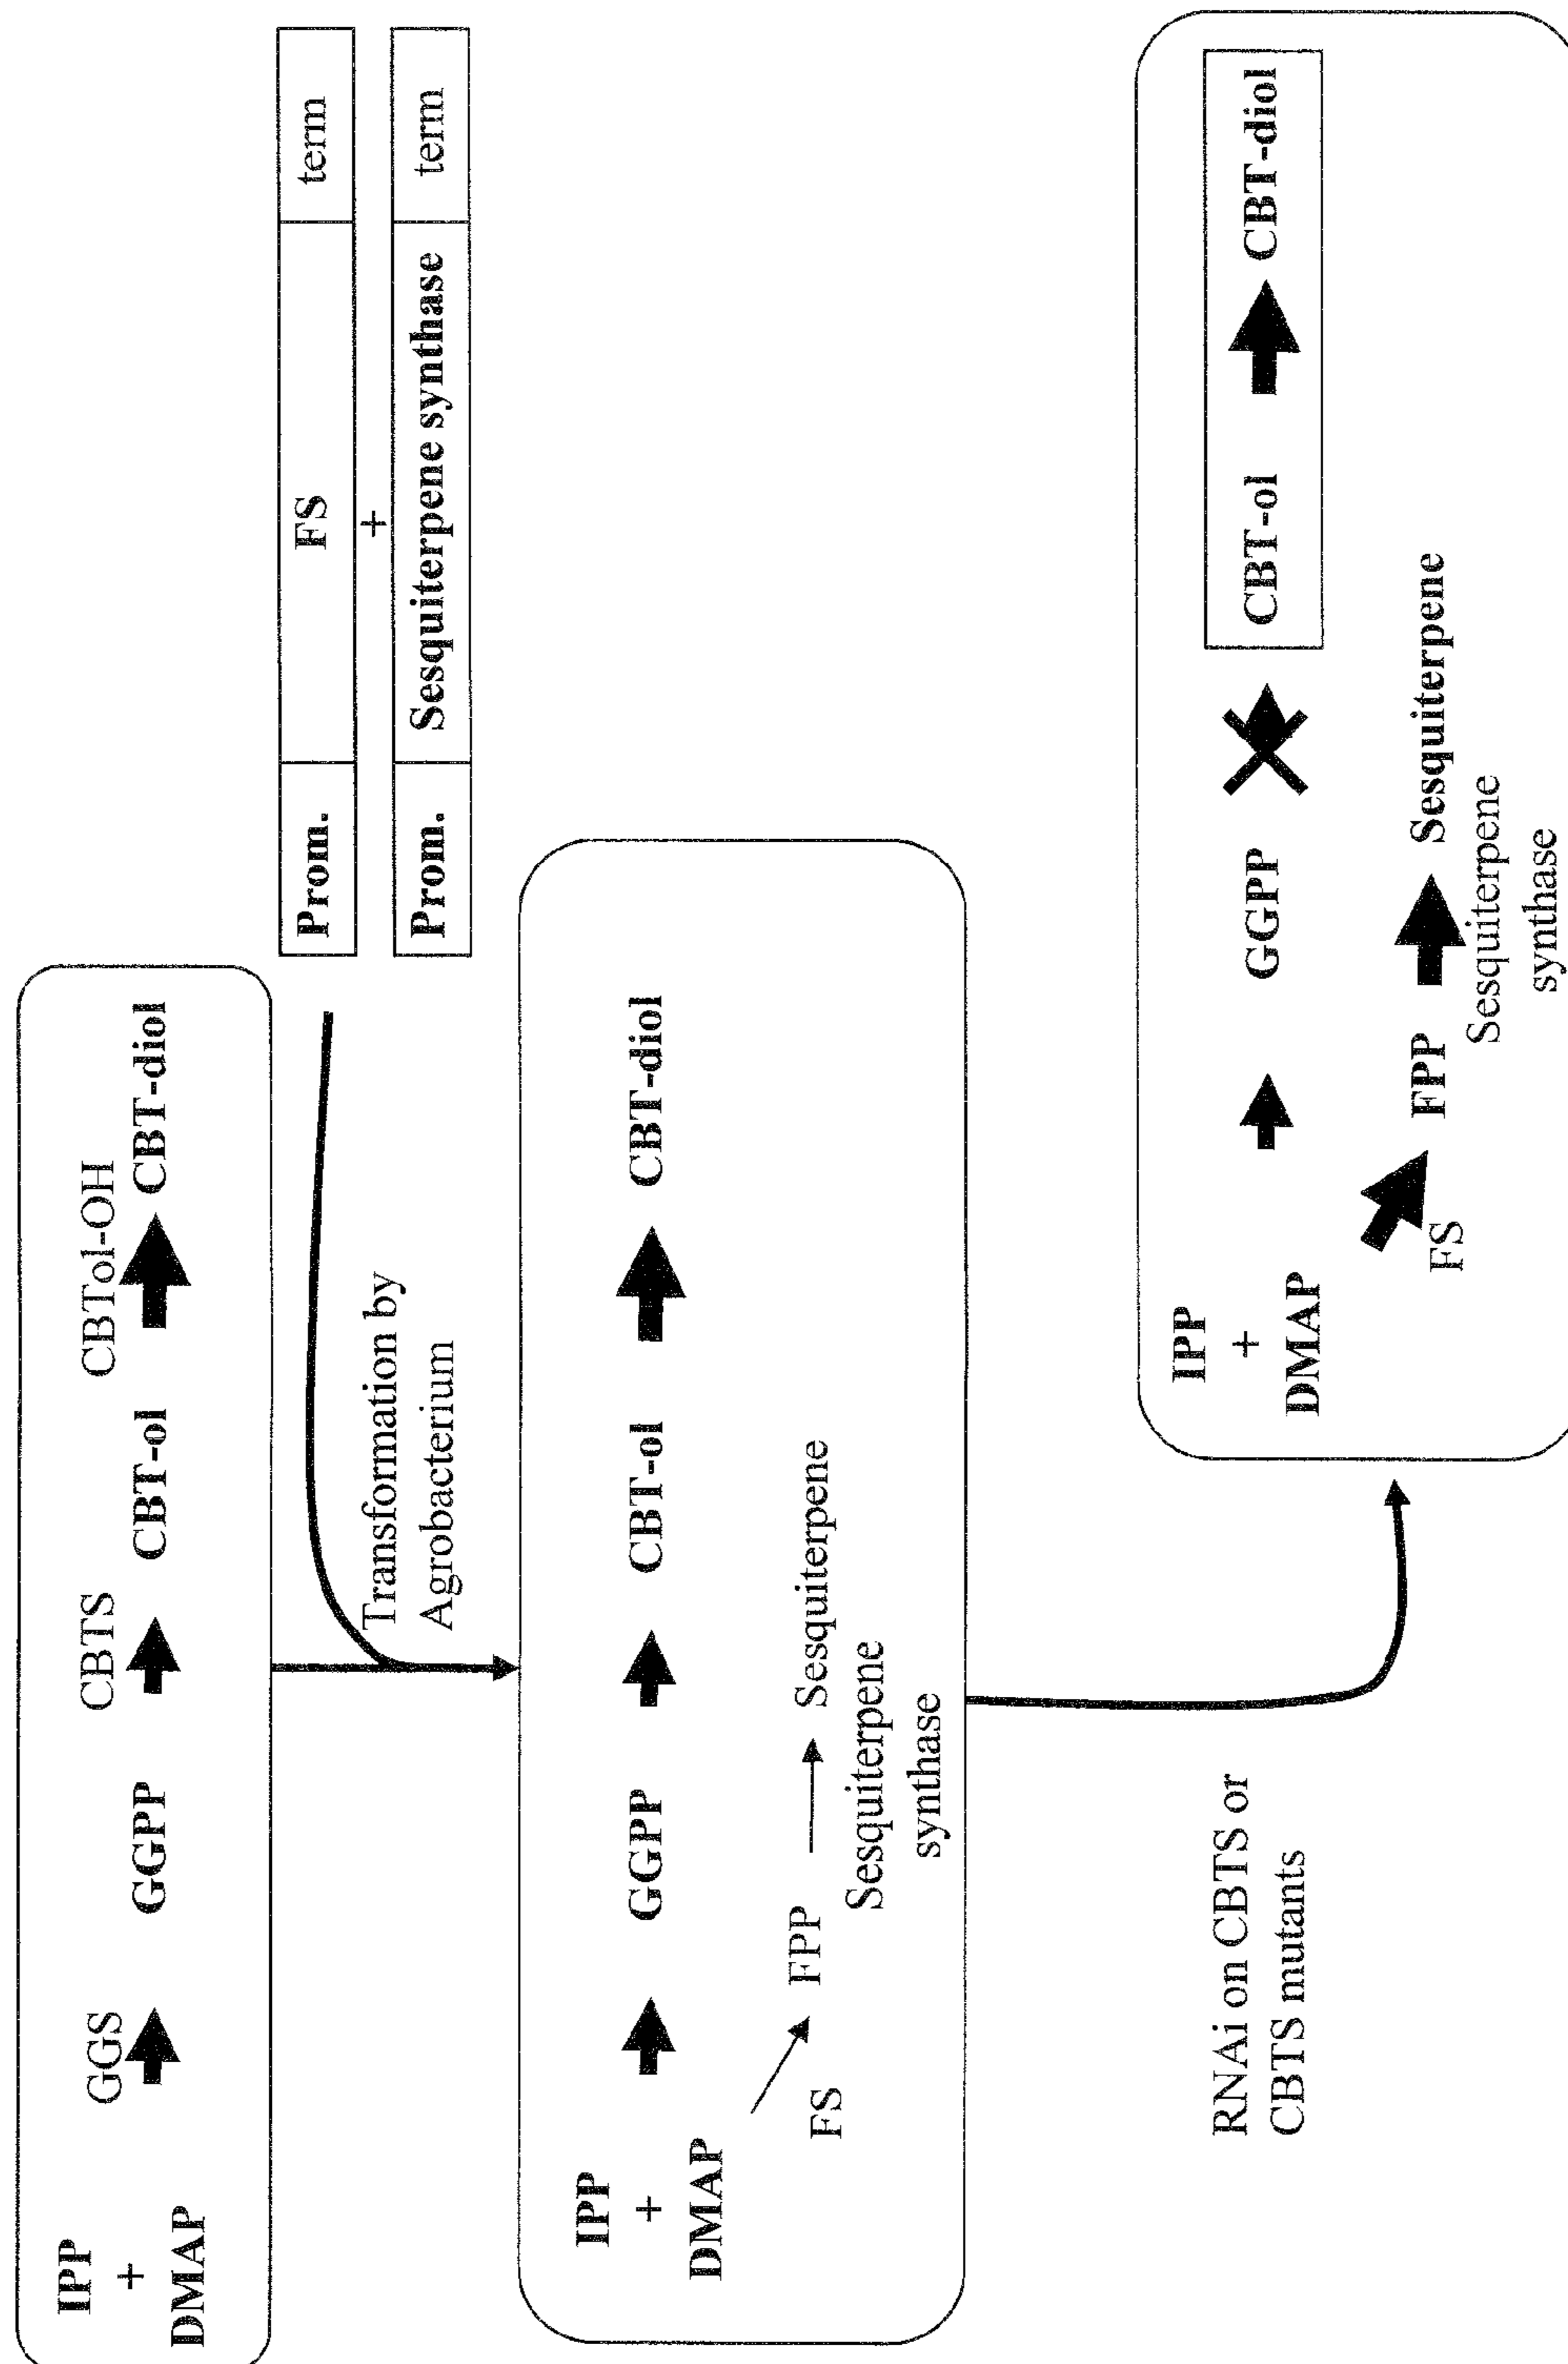 IPP
+
DMAP
GGS
GGPP
CBTS
CBT-ol
CBTol-OH
CBT-diol
Prom.
FS
term
+
Prom.
Sesquiterpene synthase
term
Transformation by
Agrobacterium
IPP
+
DMAP
GGPP
CBT-ol
CBT-diol
FS
FPP
Sesquiterpene
Sesquiterpene
synthase
RNAi on CBTS or
CBTS mutants
IPP
+
DMAP
GGPP
CBT-ol
CBT-diol
FS
FPP
Sesquiterpene
Sesquiterpene
synthase